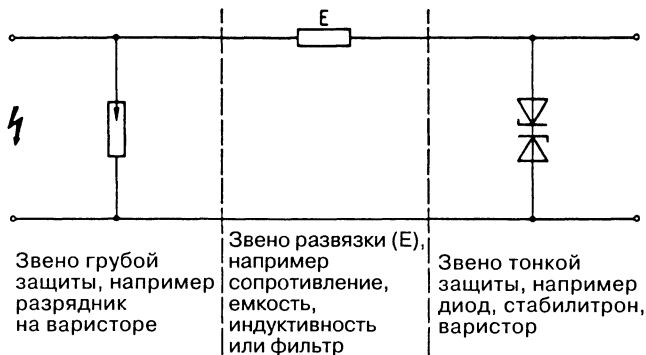 E
Звено грубой
защиты, например
разрядник
на варисторе
Звено развязки (E),
например
сопротивление,
емкость,
индуктивность
или фильтр
Звено тонкой
защиты, например
диод, стабилитрон,
варистор